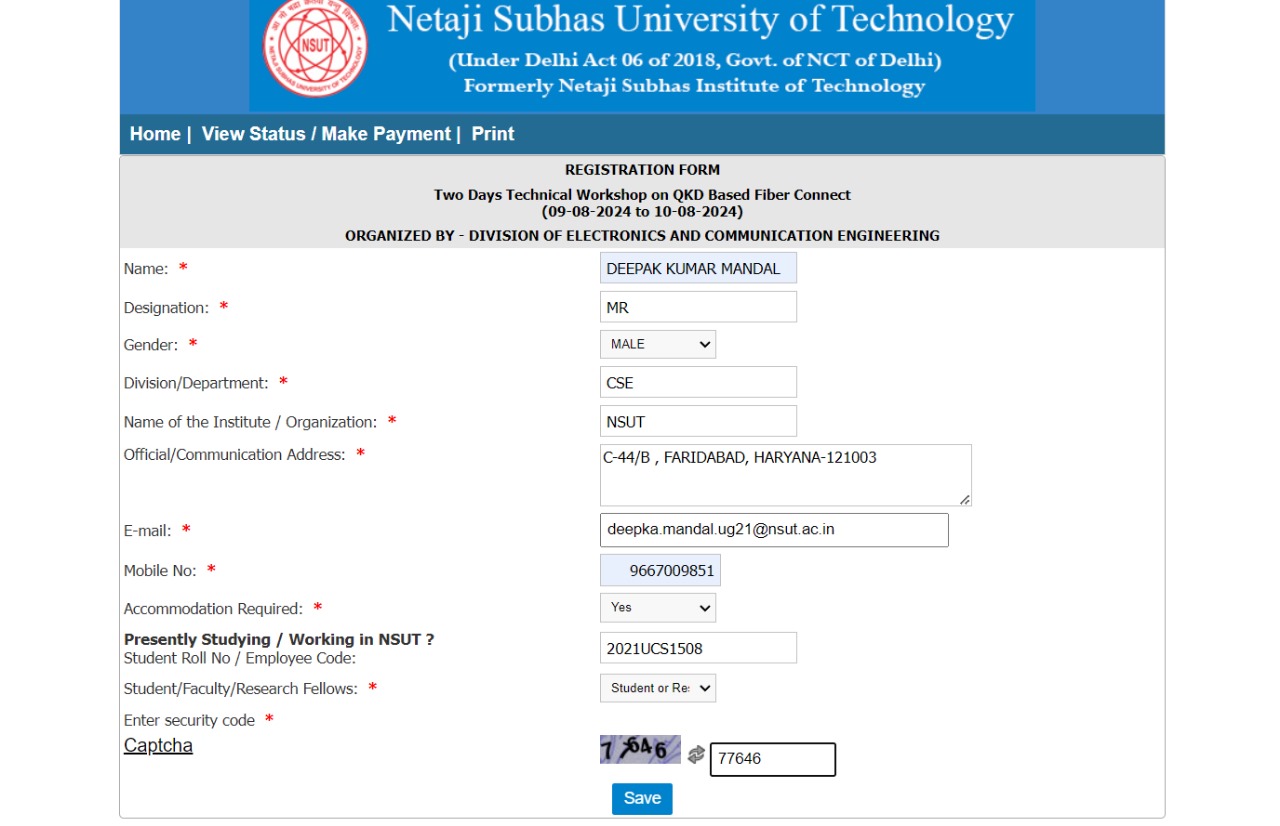 Netaji Subhas University of Technology
(Under Delhi Act 06 of 2018, Govt. of NCT of Delhi)
Formerly Netaji Subhas Institute of Technology
NSUT
NETAJI SUBHAS UNIVERSITY OF TECHNOLOGY
Home | View Status / Make Payment | Print
REGISTRATION FORM
Two Days Technical Workshop on QKD Based Fiber Connect
(09-08-2024 to 10-08-2024)
ORGANIZED BY - DIVISION OF ELECTRONICS AND COMMUNICATION ENGINEERING
Name: * DEEPAK KUMAR MANDAL
Designation: * MR
Gender: * MALE
Division/Department: * CSE
Name of the Institute / Organization: * NSUT
Official/Communication Address: * C-44/B , FARIDABAD, HARYANA-121003
E-mail: * deepka.mandal.ug21@nsut.ac.in
Mobile No: * 9667009851
Accommodation Required: * Yes
Presently Studying / Working in NSUT ?
Student Roll No / Employee Code: 2021UCS1508
Student/Faculty/Research Fellows: * Student or Re
Enter security code *
Captcha 77646
Save